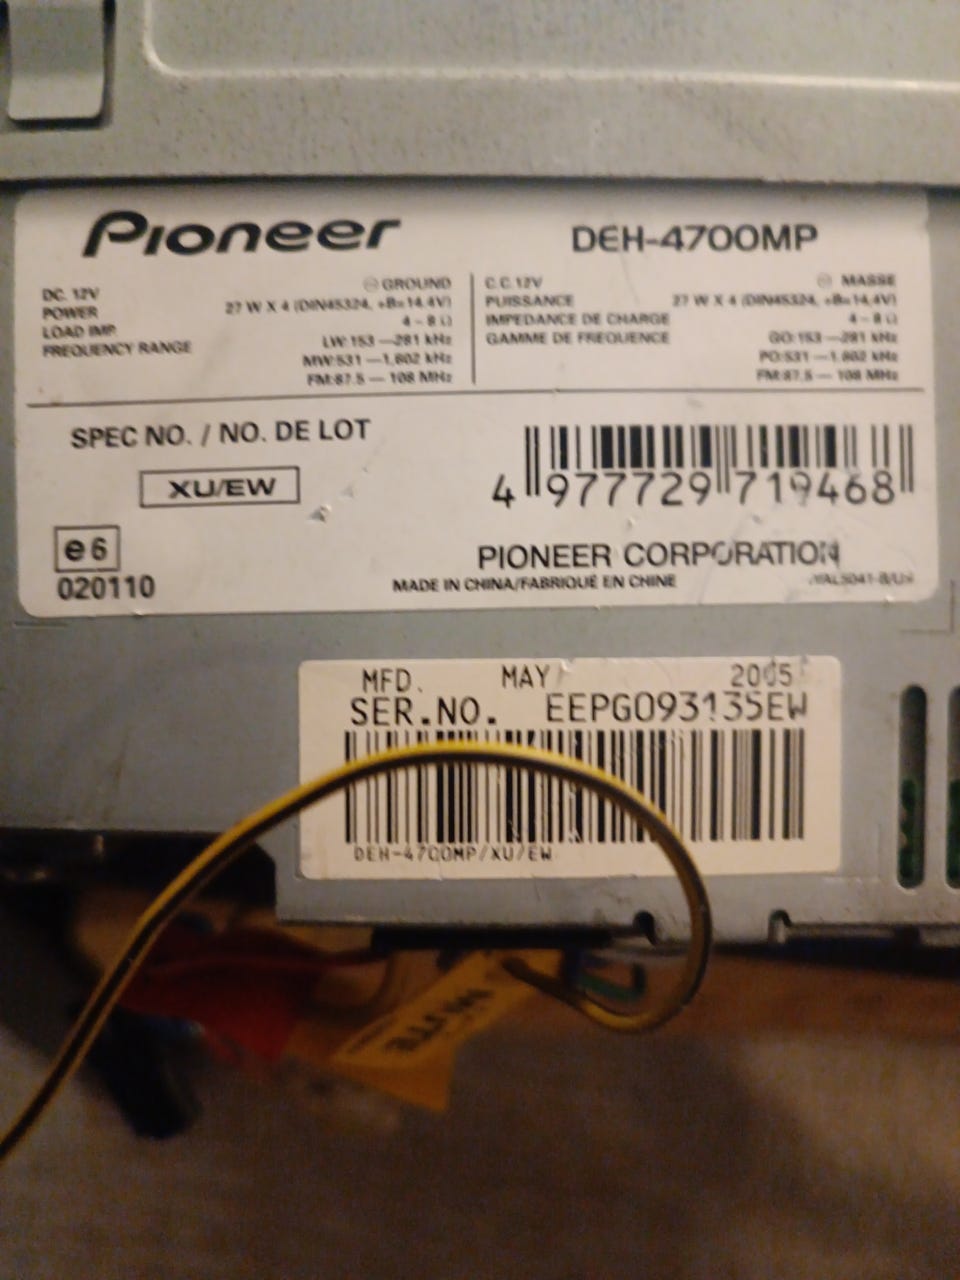 Pioneer DEH-4700MP
DC. 12V ⊖ GROUND
POWER 27 W X 4 (DIN45324, +B=14.4V)
LOAD IMP. 4 – 8 Ω
FREQUENCY RANGE LW:153 —281 kHz
MW:531 —1,602 kHz
FM:87.5 — 108 MHz
C.C. 12V ⊖ MASSE
PUISSANCE 27 W X 4 (DIN45324, +B=14,4V)
IMPEDANCE DE CHARGE 4 – 8 Ω
GAMME DE FREQUENCE GO:153 —281 kHz
PO:531 —1.602 kHz
FM:87,5 — 108 MHz
SPEC NO. / NO. DE LOT
XU/EW
4 977729 719468
e6
020110
PIONEER CORPORATION
MADE IN CHINA/FABRIQUÉ EN CHINE
MFD. MAY 2005
SER.NO. EEPG093135EW
DEH-4700MP/XU/EW
MUTE